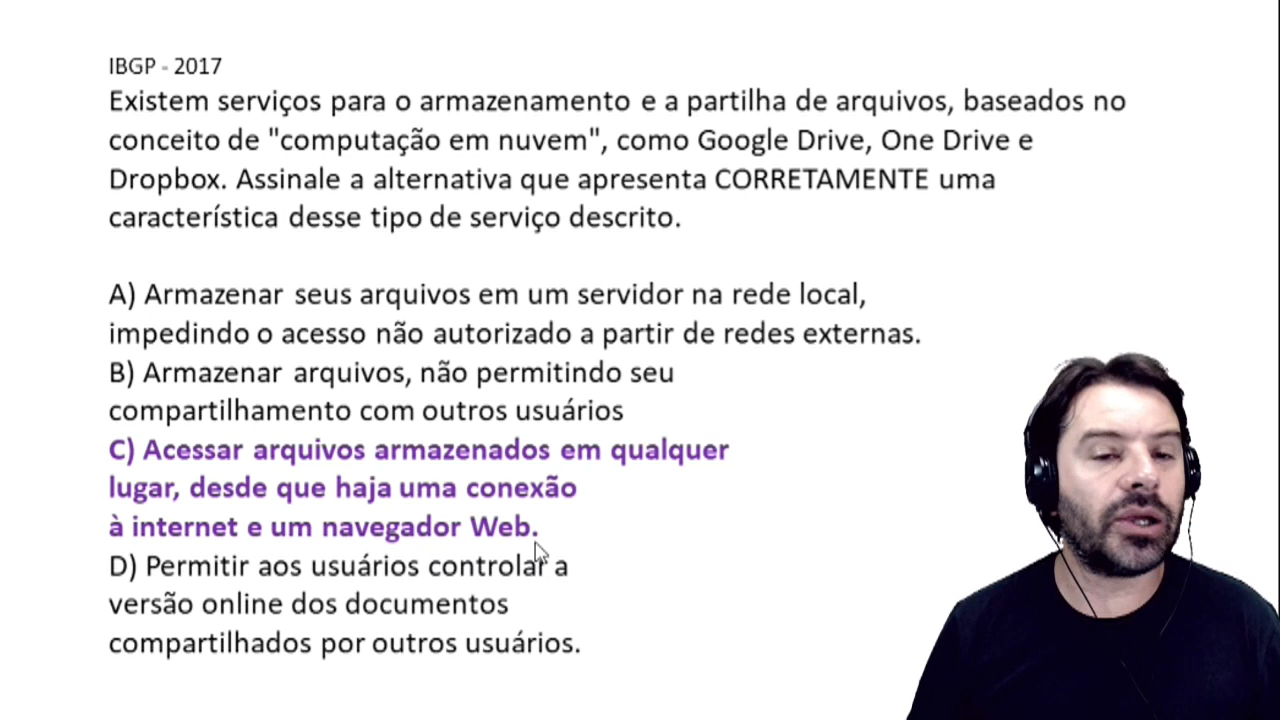 IBGP - 2017
Existem serviços para o armazenamento e a partilha de arquivos, baseados no
conceito de "computação em nuvem", como Google Drive, One Drive e
Dropbox. Assinale a alternativa que apresenta CORRETAMENTE uma
característica desse tipo de serviço descrito.
A) Armazenar seus arquivos em um servidor na rede local,
impedindo o acesso não autorizado a partir de redes externas.
B) Armazenar arquivos, não permitindo seu
compartilhamento com outros usuários
C) Acessar arquivos armazenados em qualquer
lugar, desde que haja uma conexão
à internet e um navegador Web.
D) Permitir aos usuários controlar a
versão online dos documentos
compartilhados por outros usuários.